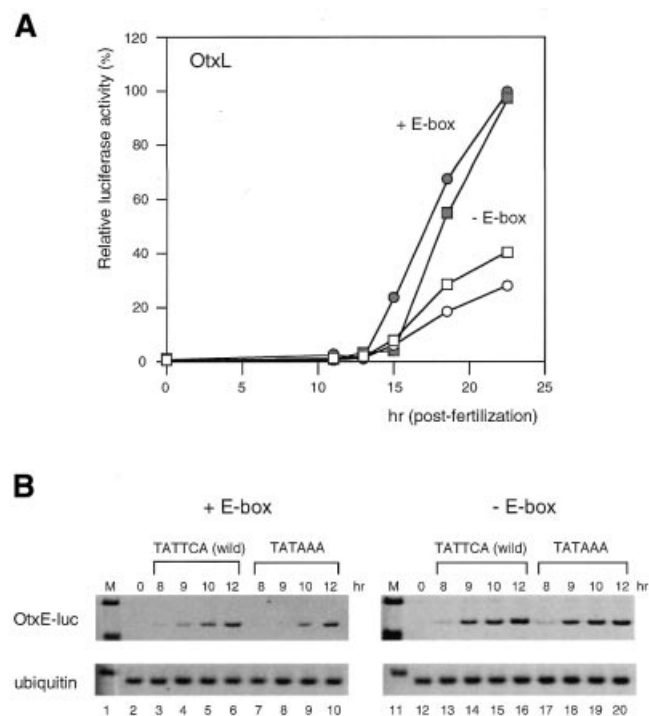 A
OtxL
Relative luciferase activity (%)
120
100
80
60
40
20
0
+ E-box
- E-box
0 5 10 15 20 25
hr (post-fertilization)
B
+ E-box - E-box
TATTCA (wild) TATAAA TATTCA (wild) TATAAA
M 0 8 9 10 12 8 9 10 12 hr M 0 8 9 10 12 8 9 10 12 hr
OtxE-luc
ubiquitin
1 2 3 4 5 6 7 8 9 10 11 12 13 14 15 16 17 18 19 20